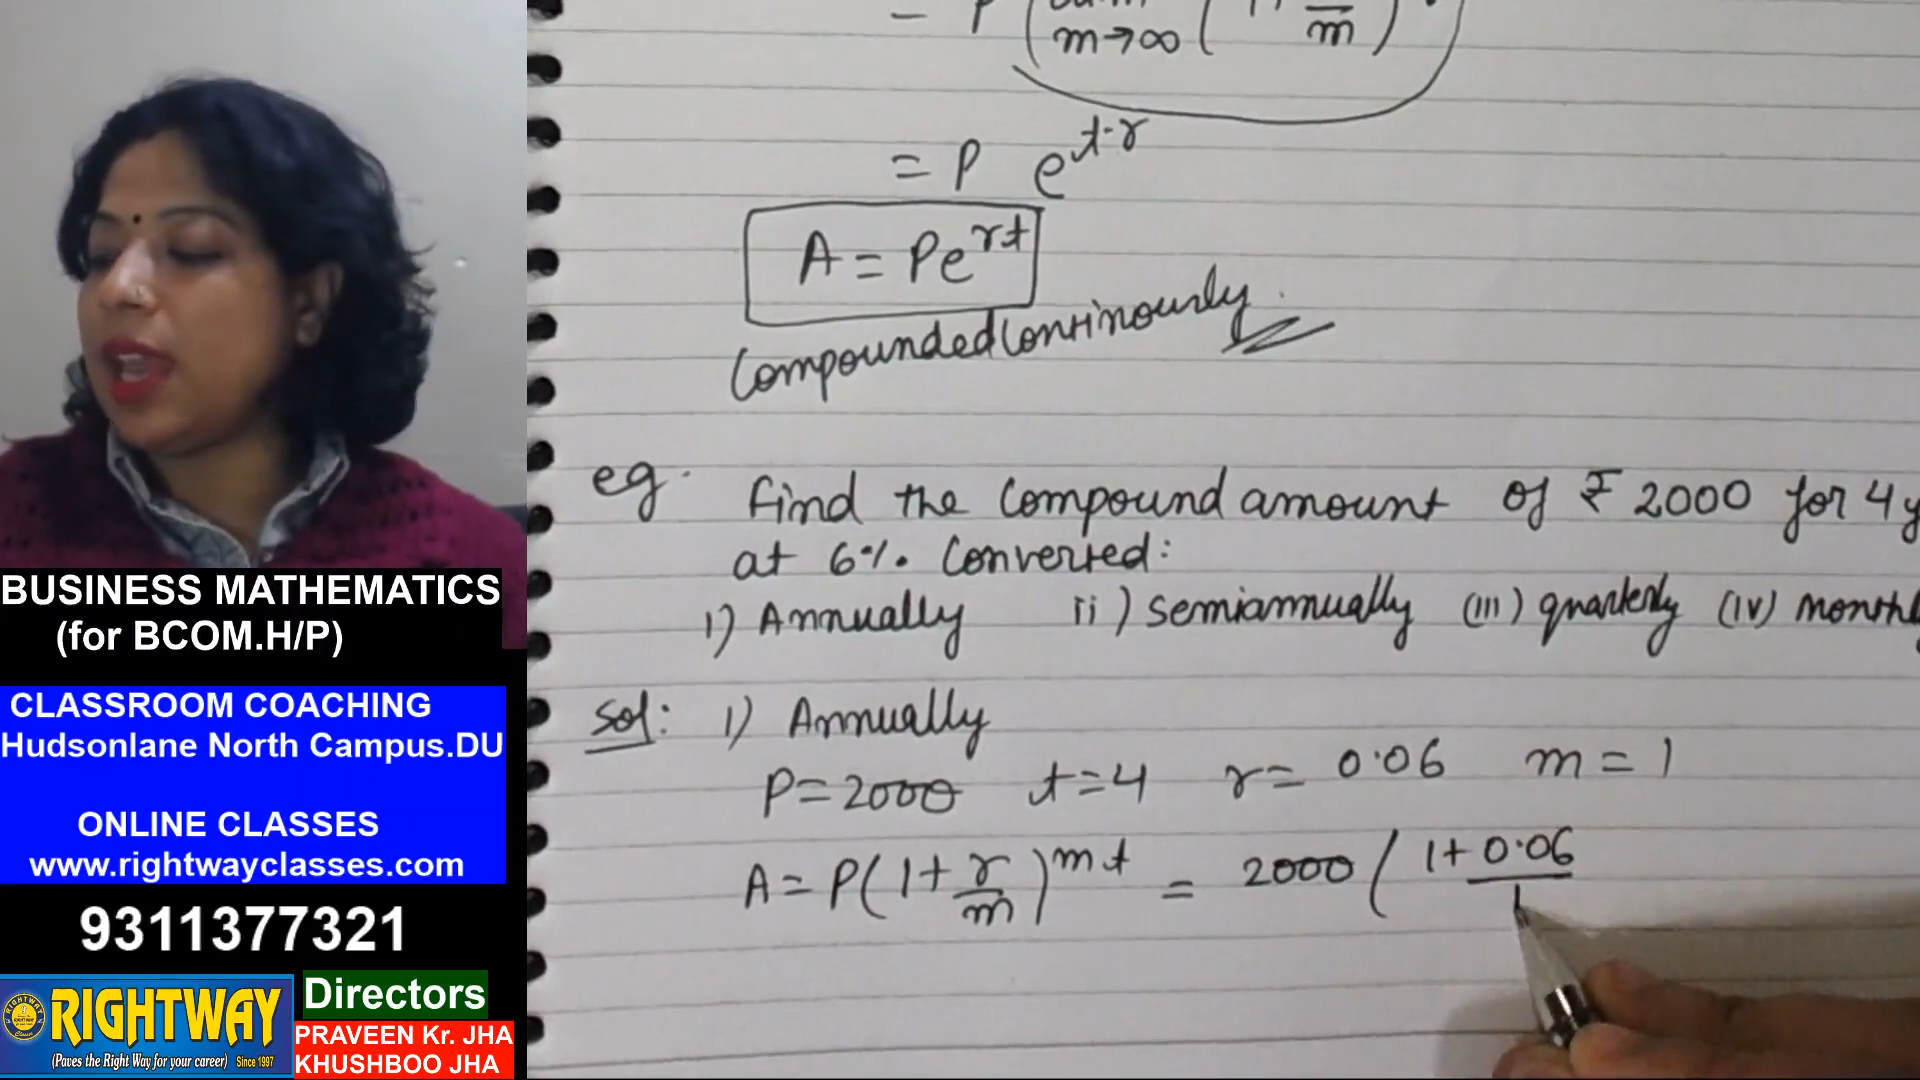 m→∞ ( m )
= P e^t·r
A = Pe^rt
Compounded Continously.
eg. Find the Compound amount of ₹ 2000 for 4 y
at 6%. Converted:
i) Annually ii) Semiannually (iii) quarterly (iv) monthly
Sol: i) Annually
P=2000 t=4 r= 0.06 m = 1
A = P(1+r/m)^mt = 2000 (1+0.06/1
BUSINESS MATHEMATICS
(for BCOM.H/P)
CLASSROOM COACHING
Hudsonlane North Campus.DU
ONLINE CLASSES
www.rightwayclasses.com
9311377321
RIGHTWAY
(Paves the Right Way for your career) Since 1997
Directors
PRAVEEN Kr. JHA
KHUSHBOO JHA